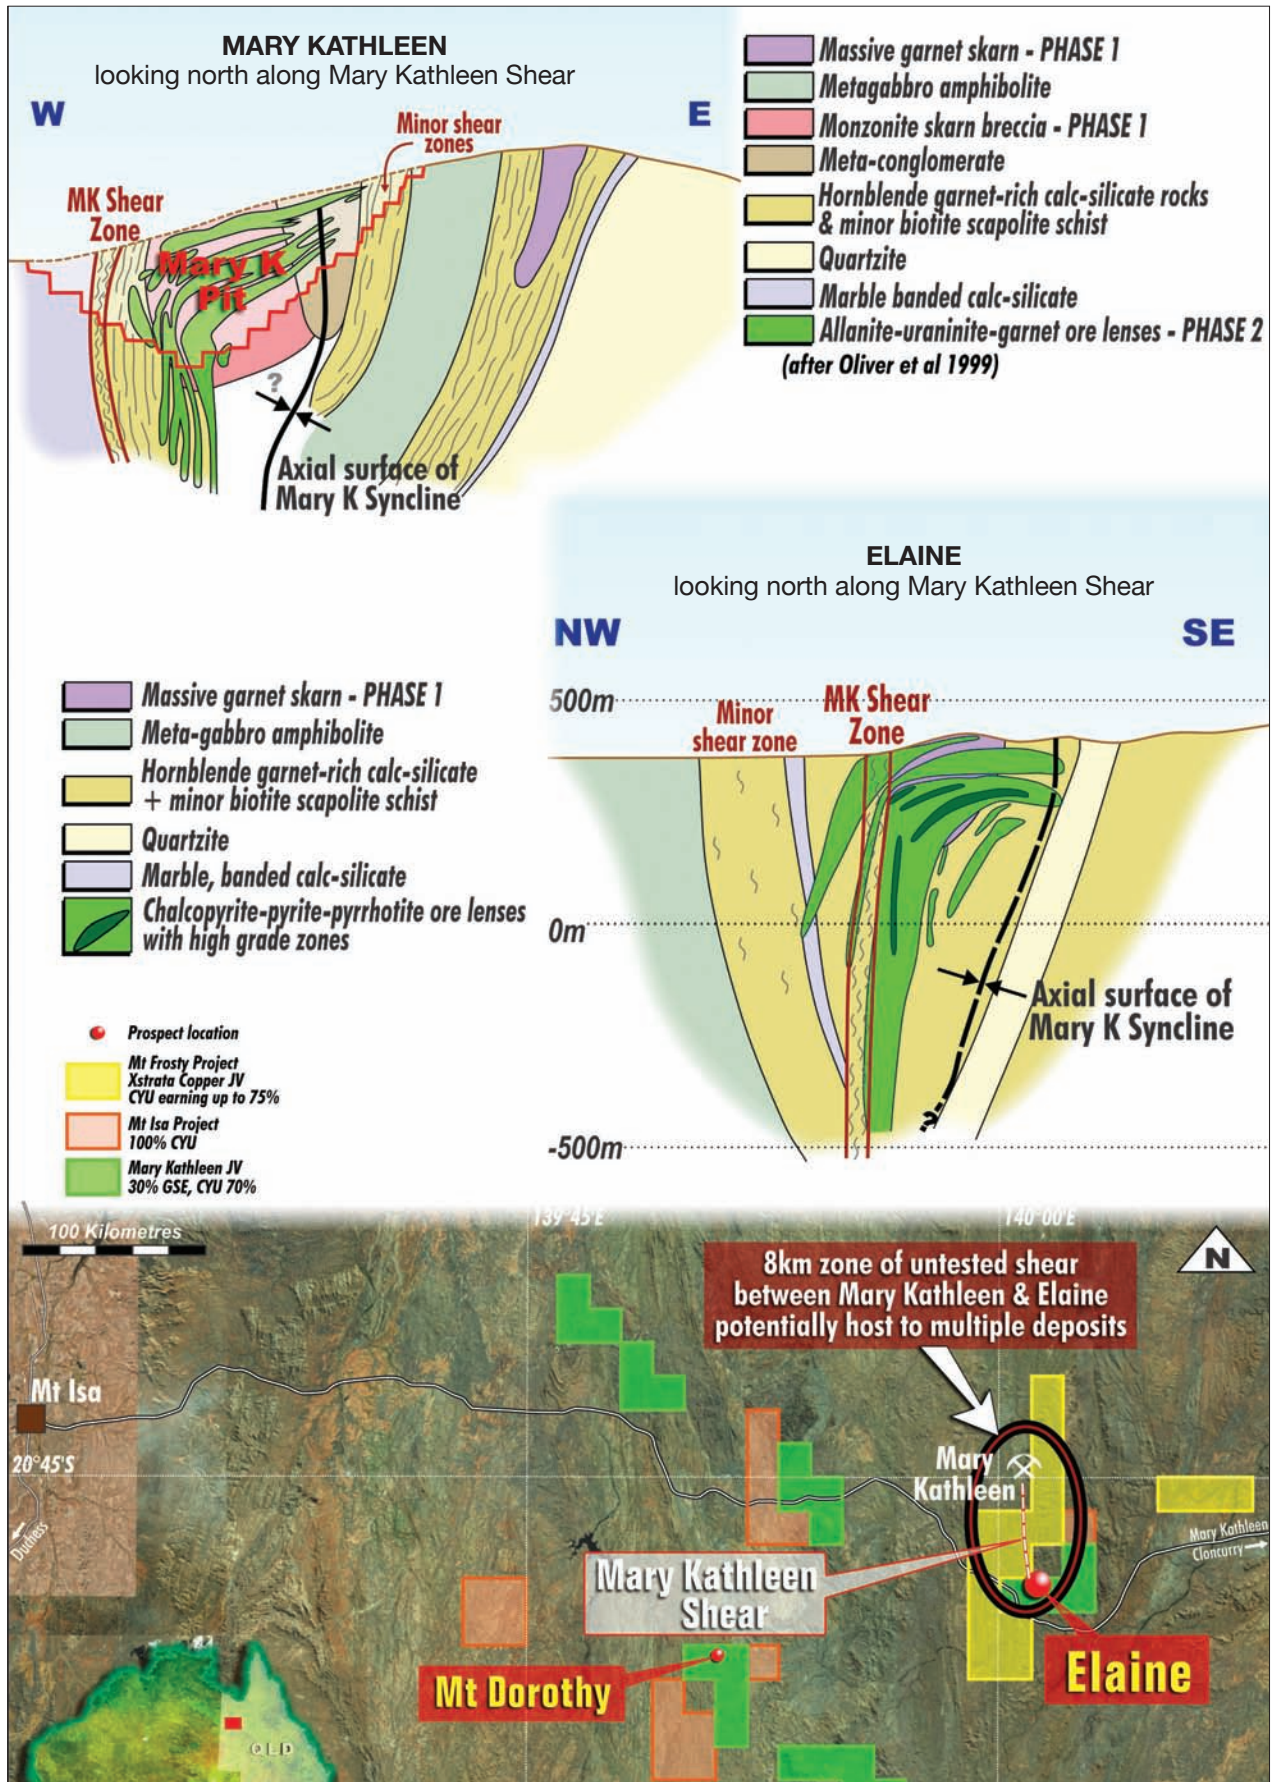 MARY KATHLEEN
looking north along Mary Kathleen Shear
W
E
Minor shear
zones
MK Shear
Zone
Mary K
Pit
?
Axial surface of
Mary K Syncline
Massive garnet skarn - PHASE 1
Metagabbro amphibolite
Monzonite skarn breccia - PHASE 1
Meta-conglomerate
Hornblende garnet-rich calc-silicate rocks
& minor biotite scapolite schist
Quartzite
Marble banded calc-silicate
Allanite-uraninite-garnet ore lenses - PHASE 2
(after Oliver et al 1999)
ELAINE
looking north along Mary Kathleen Shear
NW
SE
500m
Minor
shear zone
MK Shear
Zone
0m
Axial surface of
Mary K Syncline
?
-500m
Massive garnet skarn - PHASE 1
Meta-gabbro amphibolite
Hornblende garnet-rich calc-silicate
+ minor biotite scapolite schist
Quartzite
Marble, banded calc-silicate
Chalcopyrite-pyrite-pyrrhotite ore lenses
with high grade zones
Prospect location
Mt Frosty Project
Xstrata Copper JV
CYU earning up to 75%
Mt Isa Project
100% CYU
Mary Kathleen JV
30% GSE, CYU 70%
100 Kilometres
139°45'E
140°00'E
N
8km zone of untested shear
between Mary Kathleen & Elaine
potentially host to multiple deposits
Mt Isa
20°45'S
Duchess
Mary
Kathleen
Mary Kathleen
Cloncurry
Mary Kathleen
Shear
Mt Dorothy
Elaine
QLD